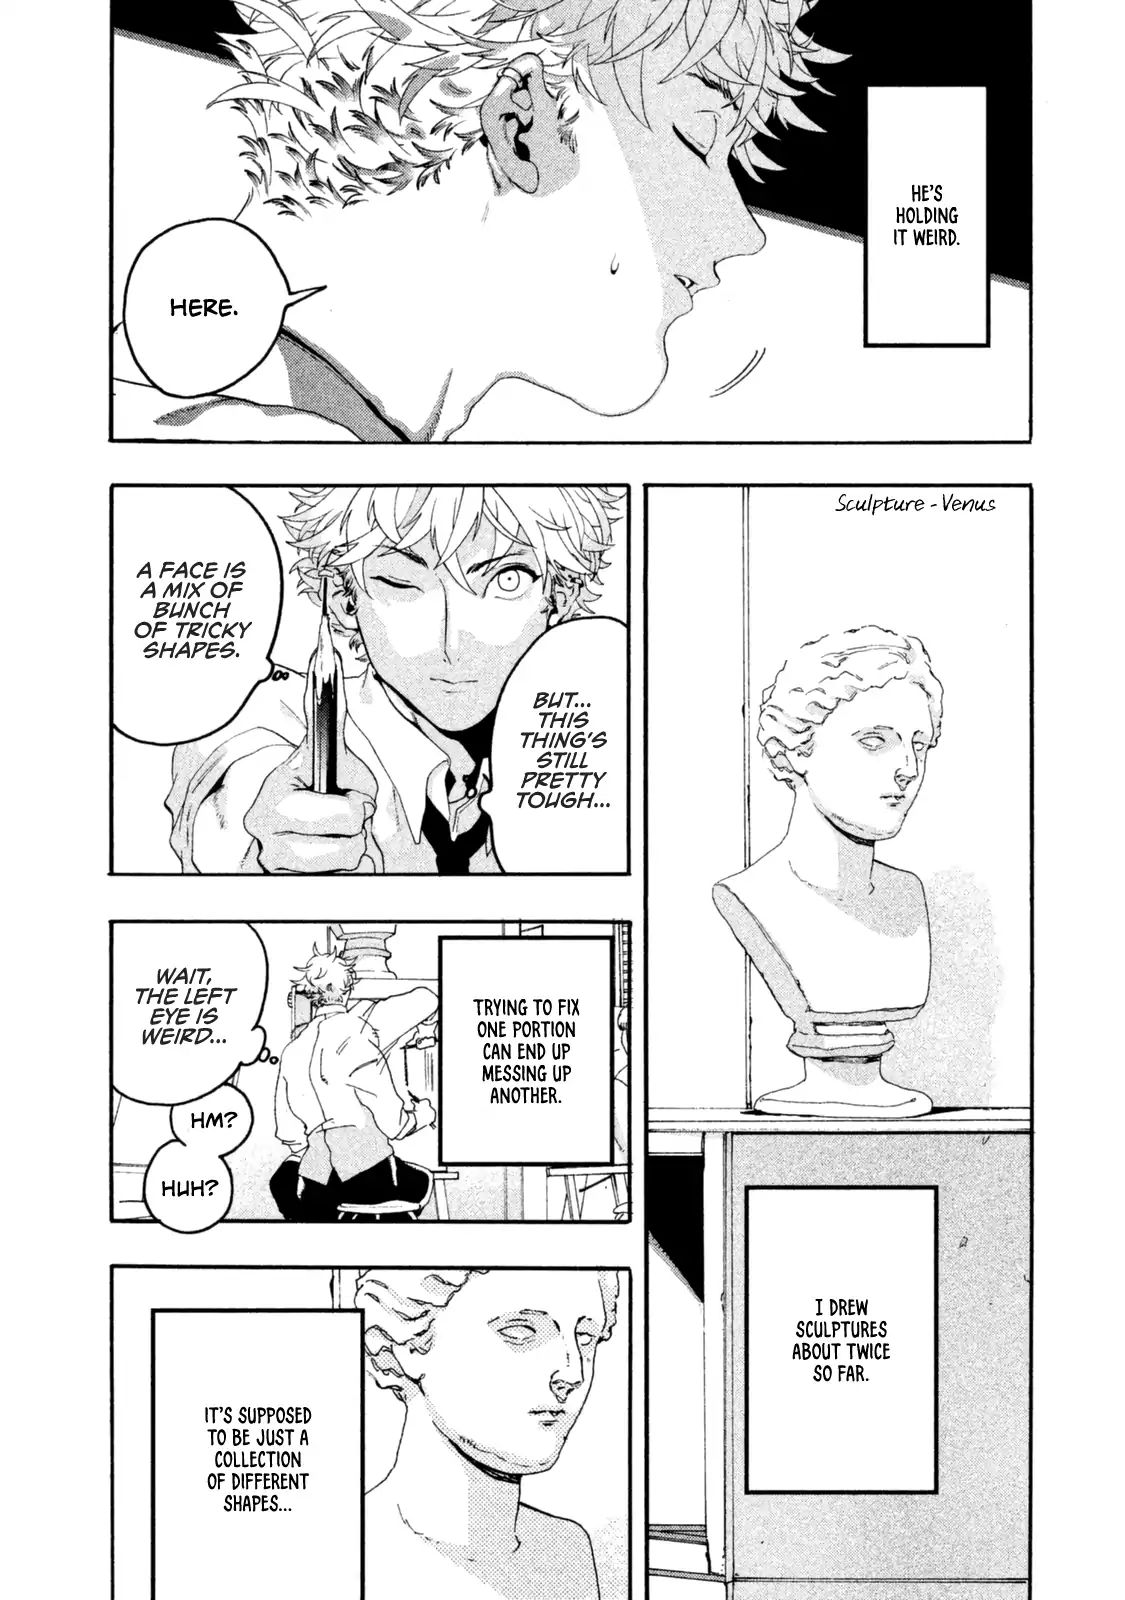 HE'S
HOLDING
IT WEIRD.
HERE.
Sculpture - Venus
I DREW
SCULPTURES
ABOUT TWICE
SO FAR.
BUT...
THIS
THING'S
STILL
PRETTY
TOUGH...
A FACE IS
A MIX OF
BUNCH
OF TRICKY
SHAPES.
TRYING TO FIX
ONE PORTION
CAN END UP
MESSING UP
ANOTHER.
WAIT,
THE LEFT
EYE IS
WEIRD...
HM?
HUH?
IT'S SUPPOSED
TO BE JUST A
COLLECTION
OF DIFFERENT
SHAPES...